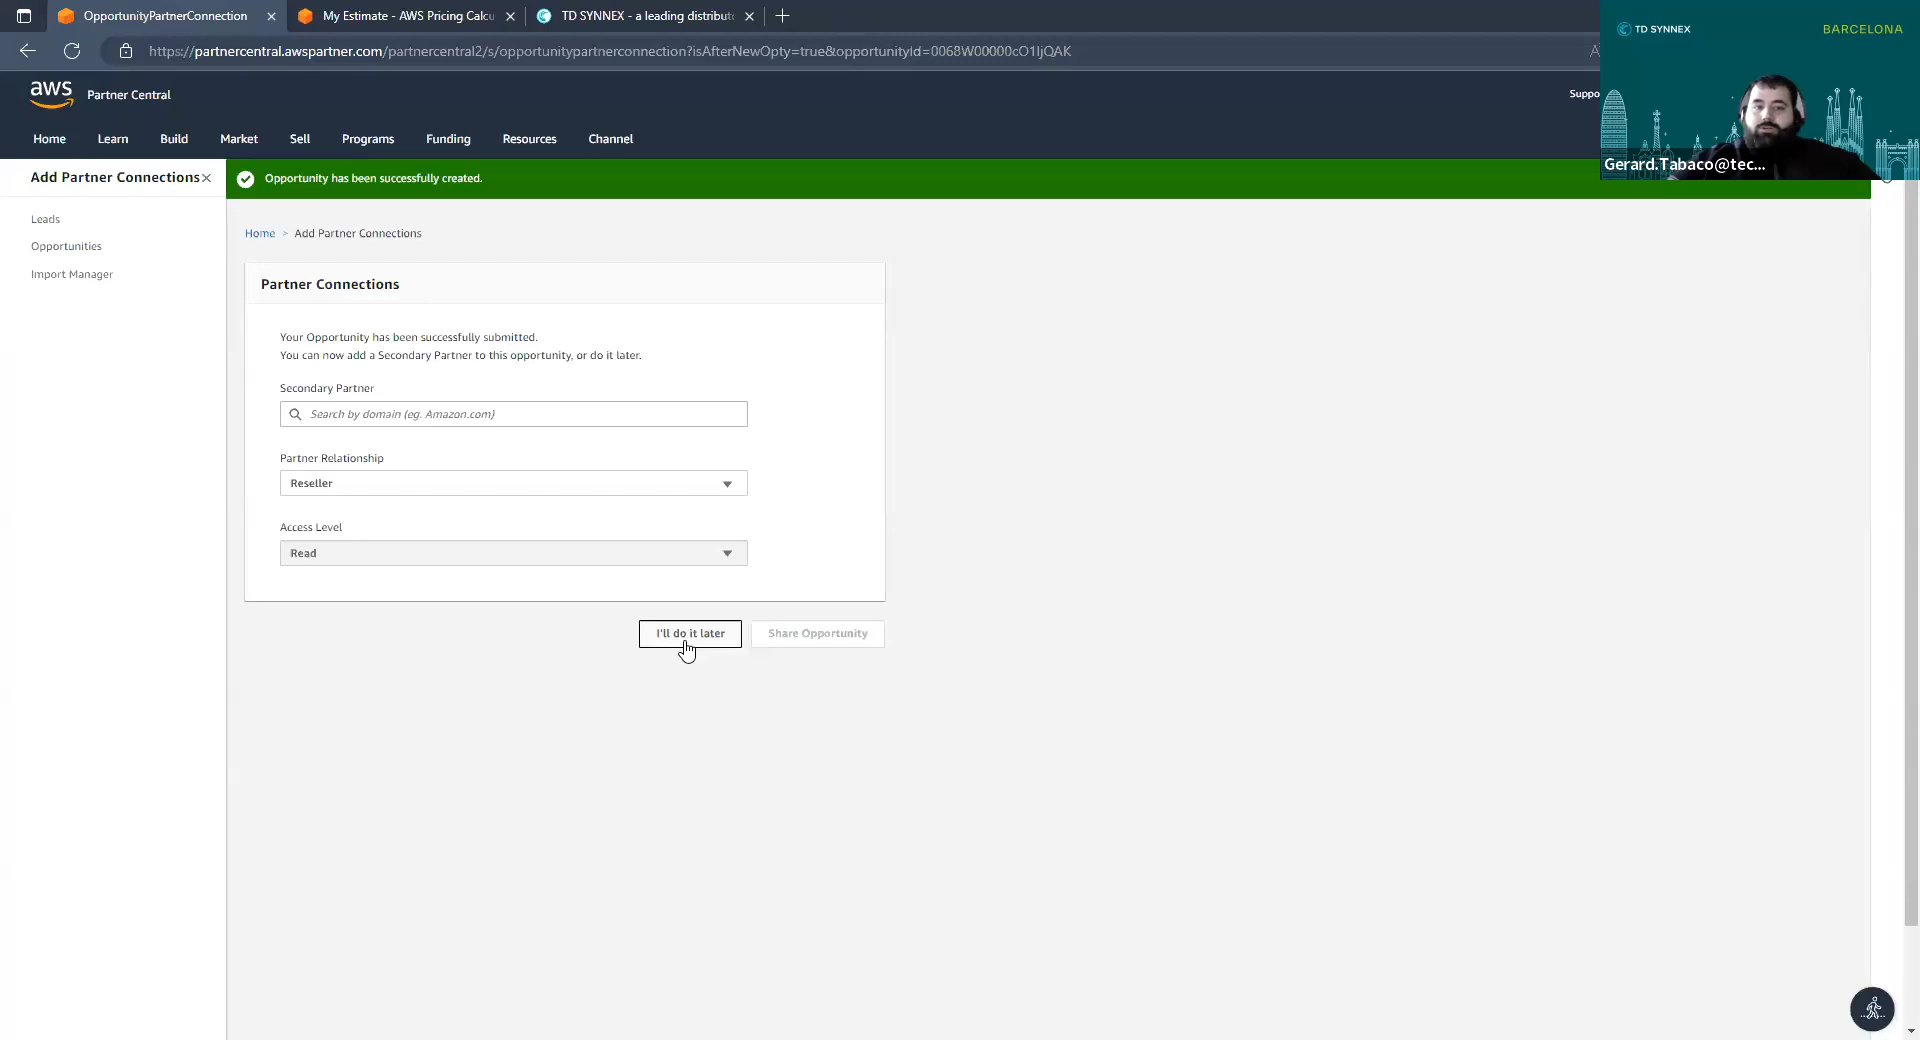 OpportunityPartnerConnection
My Estimate - AWS Pricing Calcu
TD SYNNEX - a leading distribut
https://partnercentral.awspartner.com/partnercentral2/s/opportunitypartnerconnection?isAfterNewOpty=true&opportunityId=0068W00000cO1IjQAK
TD SYNNEX
BARCELONA
aws
Partner Central
Suppo
Home
Learn
Build
Market
Sell
Programs
Funding
Resources
Channel
Gerard.Tabaco@tec...
Add Partner Connections
Opportunity has been successfully created.
Leads
Opportunities
Import Manager
Home > Add Partner Connections
Partner Connections
Your Opportunity has been successfully submitted.
You can now add a Secondary Partner to this opportunity, or do it later.
Secondary Partner
Search by domain (eg. Amazon.com)
Partner Relationship
Reseller
Access Level
Read
I'll do it later
Share Opportunity